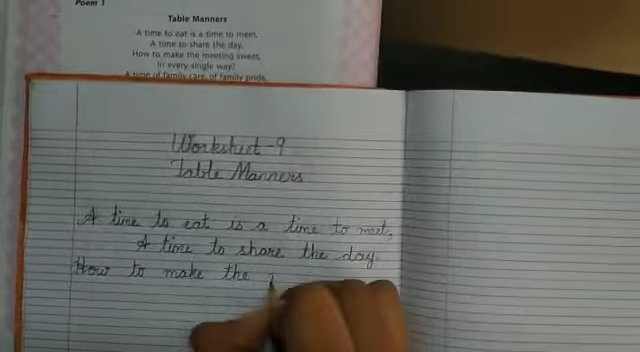 Poem 1
Table Manners
A time to eat is a time to meet,
A time to share the day.
How to make the meeting sweet,
In every single way?
A time of family care, of family pride,
Worksheet-9
Table Manners
A time to eat is a time to meet,
A time to share the day.
How to make the